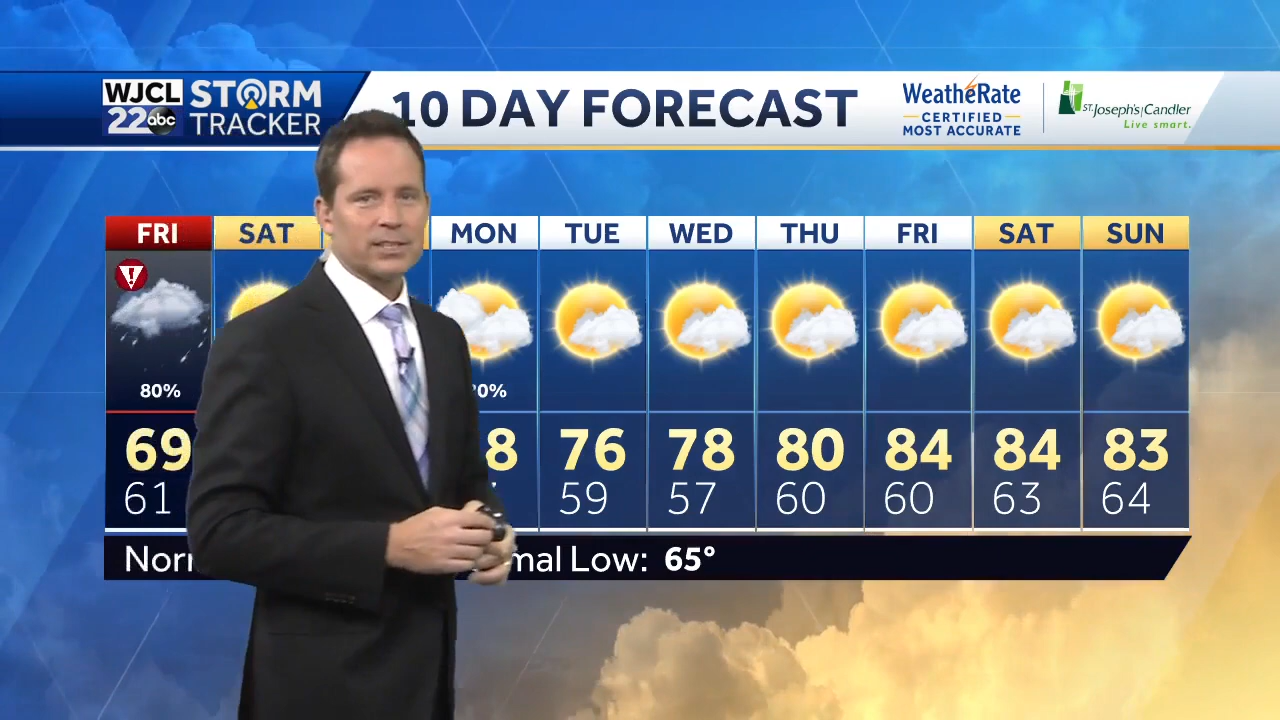 WJCL
22 abc
STORM
TRACKER
10 DAY FORECAST
WeatheRate
CERTIFIED
MOST ACCURATE
ST. JOSEPH'S|CANDLER
Live smart.
FRI SAT MON TUE WED THU FRI SAT SUN
80%
69 76 78 80 84 84 83
61 59 57 60 60 63 64
Low: 65°